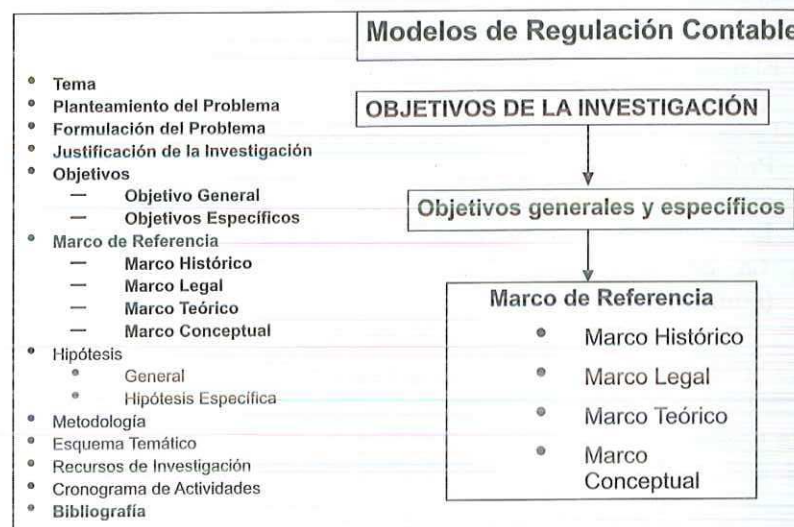 Modelos de Regulación Contable
• Tema
• Planteamiento del Problema
• Formulación del Problema
• Justificación de la Investigación
• Objetivos
— Objetivo General
— Objetivos Específicos
• Marco de Referencia
— Marco Histórico
— Marco Legal
— Marco Teórico
— Marco Conceptual
• Hipótesis
• General
• Hipótesis Específica
• Metodología
• Esquema Temático
• Recursos de Investigación
• Cronograma de Actividades
• Bibliografía
OBJETIVOS DE LA INVESTIGACIÓN
Objetivos generales y específicos
Marco de Referencia
• Marco Histórico
• Marco Legal
• Marco Teórico
• Marco
Conceptual